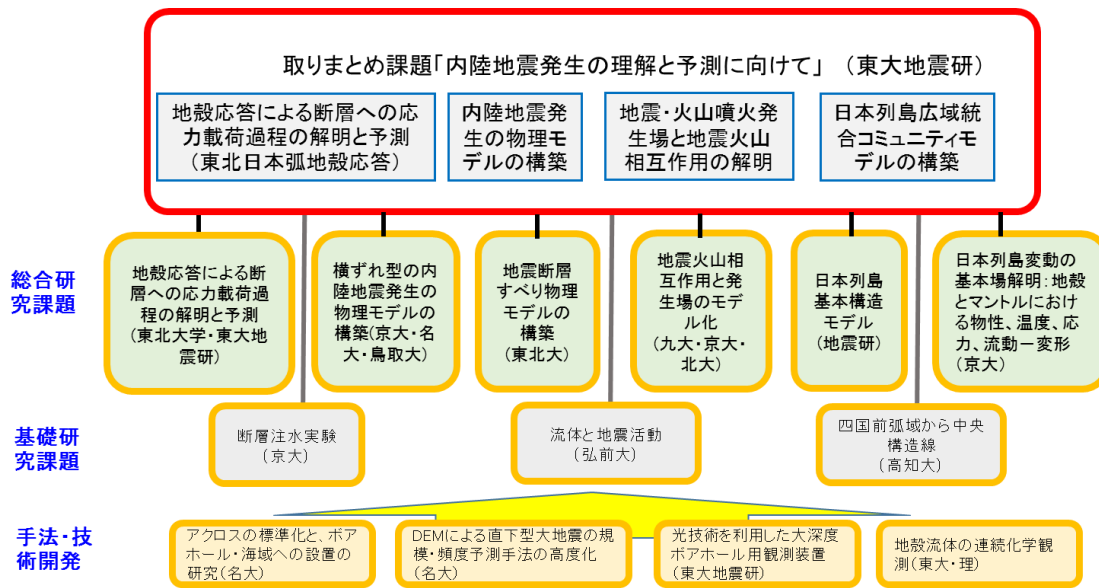 取りまとめ課題「内陸地震発生の理解と予測に向けて」（東大地震研）
地殻応答による断層への応
力載荷過程の解明と予測
（東北日本弧地殻応答）
内陸地震発
生の物理モ
デルの構築
地震・火山噴火発
生場と地震火山
相互作用の解明
日本列島広域統
合コミュニティモ
デルの構築
総合研
究課題
地殻応答による断
層への応力載荷過
程の解明と予測
（東北大学・東大地
震研）
横ずれ型の内
陸地震発生の
物理モデルの
構築（京大・名
大・鳥取大）
地震断層
すべり物理
モデルの
構築
（東北大）
地震火山相
互作用と発
生場のモデ
ル化
（九大・京大・
北大）
日本列島
基本構造
モデル
（地震研）
日本列島変動の
基本場解明：地殻
とマントルにおけ
る物性、温度、応
力、流動－変形
（京大）
基礎研
究課題
断層注水実験
（京大）
流体と地震活動
（弘前大）
四国前弧域から中央
構造線
（高知大）
手法・技
術開発
アクロスの標準化と、ボア
ホール・海域への設置の
研究（名大）
DEMによる直下型大地震の規
模・頻度予測手法の高度化
（名大）
光技術を利用した大深度
ボアホール用観測装置
（東大地震研）
地殻流体の連続化学観
測（東大・理）